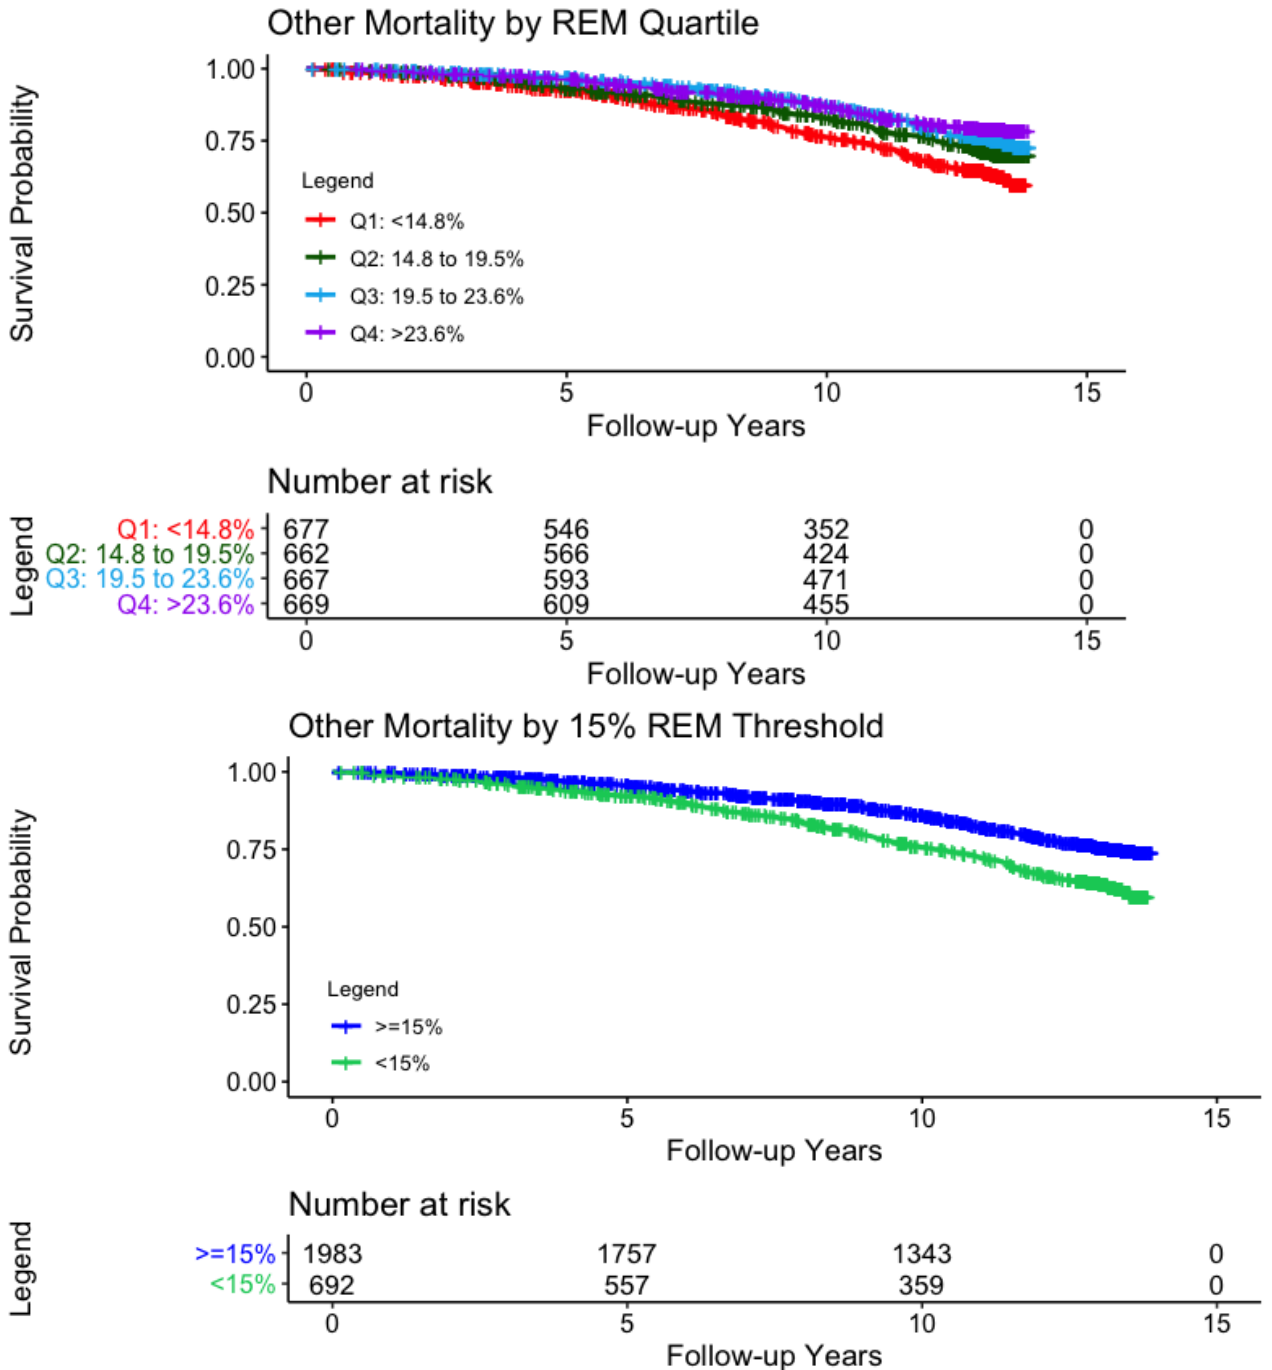 Other Mortality by REM Quartile
Survival Probability
1.00
0.75
0.50
0.25
0.00
Legend
Q1: <14.8%
Q2: 14.8 to 19.5%
Q3: 19.5 to 23.6%
Q4: >23.6%
0 5 10 15
Follow-up Years
Number at risk
Legend
Q1: <14.8% 677 546 352 0
Q2: 14.8 to 19.5% 662 566 424 0
Q3: 19.5 to 23.6% 667 593 471 0
Q4: >23.6% 669 609 455 0
0 5 10 15
Follow-up Years
Other Mortality by 15% REM Threshold
Survival Probability
1.00
0.75
0.50
0.25
0.00
Legend
>=15%
<15%
0 5 10 15
Follow-up Years
Number at risk
Legend
>=15% 1983 1757 1343 0
<15% 692 557 359 0
0 5 10 15
Follow-up Years